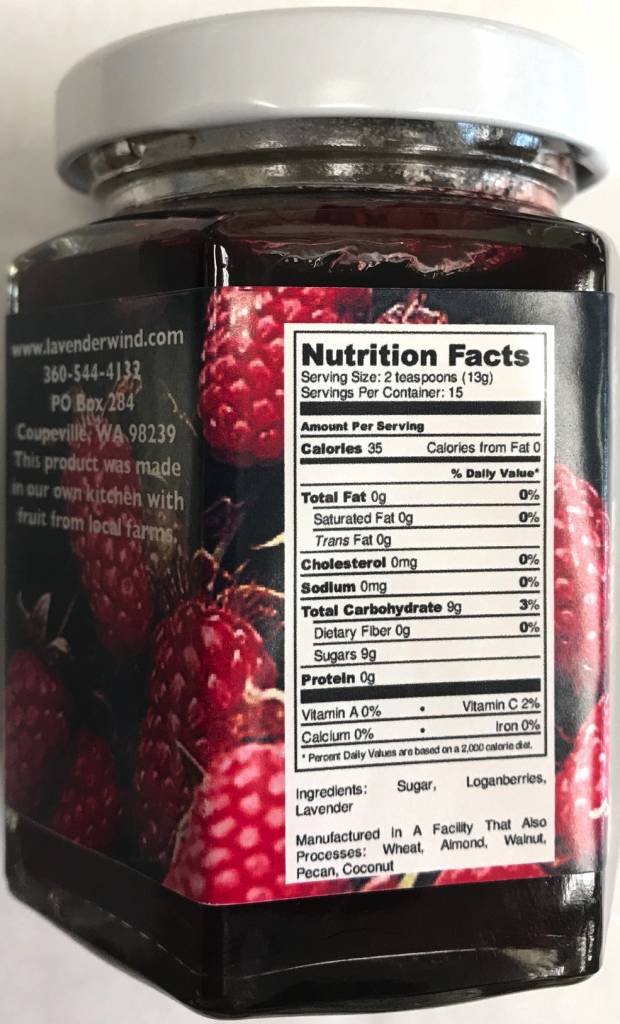 www.lavenderwind.com
360-544-4132
PO Box 284
Coupeville, WA 98239
This product was made
in our own kitchen with
fruit from local farms.
Nutrition Facts
Serving Size: 2 teaspoons (13g)
Servings Per Container: 15
Amount Per Serving
Calories 35 Calories from Fat 0
% Daily Value*
Total Fat 0g 0%
Saturated Fat 0g 0%
Trans Fat 0g
Cholesterol 0mg 0%
Sodium 0mg 0%
Total Carbohydrate 9g 3%
Dietary Fiber 0g 0%
Sugars 9g
Protein 0g
Vitamin A 0% • Vitamin C 2%
Calcium 0% • Iron 0%
* Percent Daily Values are based on a 2,000 calorie diet.
Ingredients: Sugar, Loganberries,
Lavender
Manufactured In A Facility That Also
Processes: Wheat, Almond, Walnut,
Pecan, Coconut